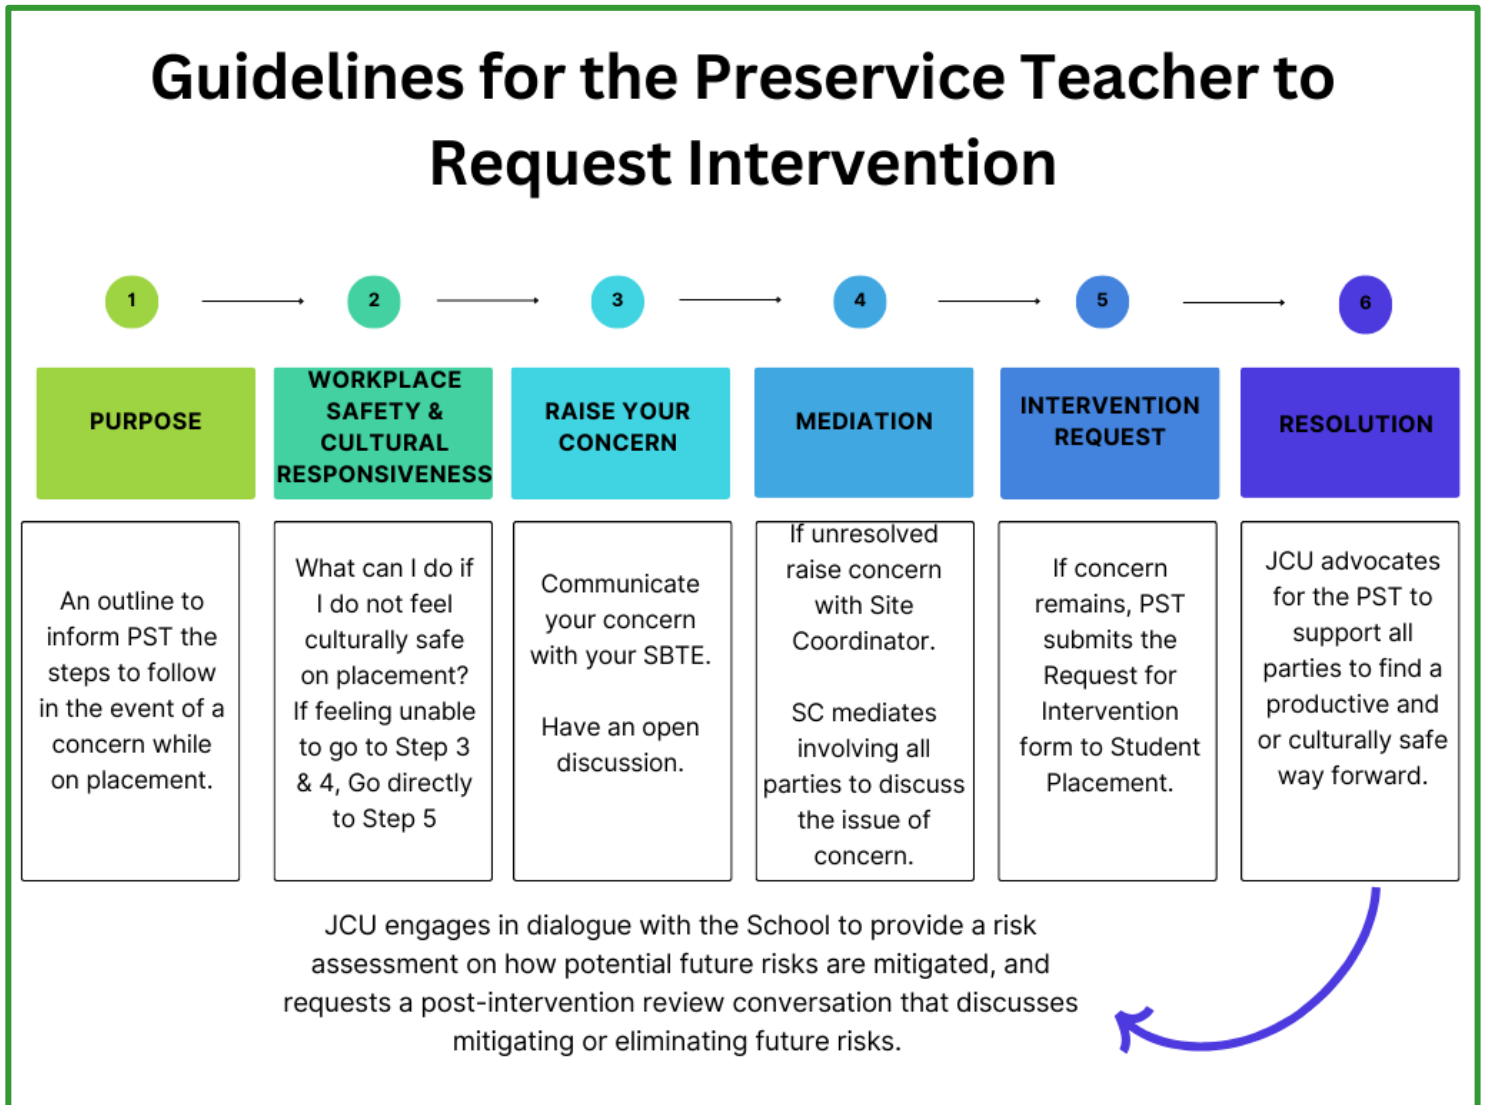 Guidelines for the Preservice Teacher to
Request Intervention
1
2
3
4
5
6
PURPOSE
WORKPLACE
SAFETY &
CULTURAL
RESPONSIVENESS
RAISE YOUR
CONCERN
MEDIATION
INTERVENTION
REQUEST
RESOLUTION
An outline to
inform PST the
steps to follow
in the event of a
concern while
on placement.
What can I do if
I do not feel
culturally safe
on placement?
If feeling unable
to go to Step 3
& 4, Go directly
to Step 5
Communicate
your concern
with your SBTE.
Have an open
discussion.
If unresolved
raise concern
with Site
Coordinator.
SC mediates
involving all
parties to discuss
the issue of
concern.
If concern
remains, PST
submits the
Request for
Intervention
form to Student
Placement.
JCU advocates
for the PST to
support all
parties to find a
productive and
or culturally safe
way forward.
JCU engages in dialogue with the School to provide a risk
assessment on how potential future risks are mitigated, and
requests a post-intervention review conversation that discusses
mitigating or eliminating future risks.